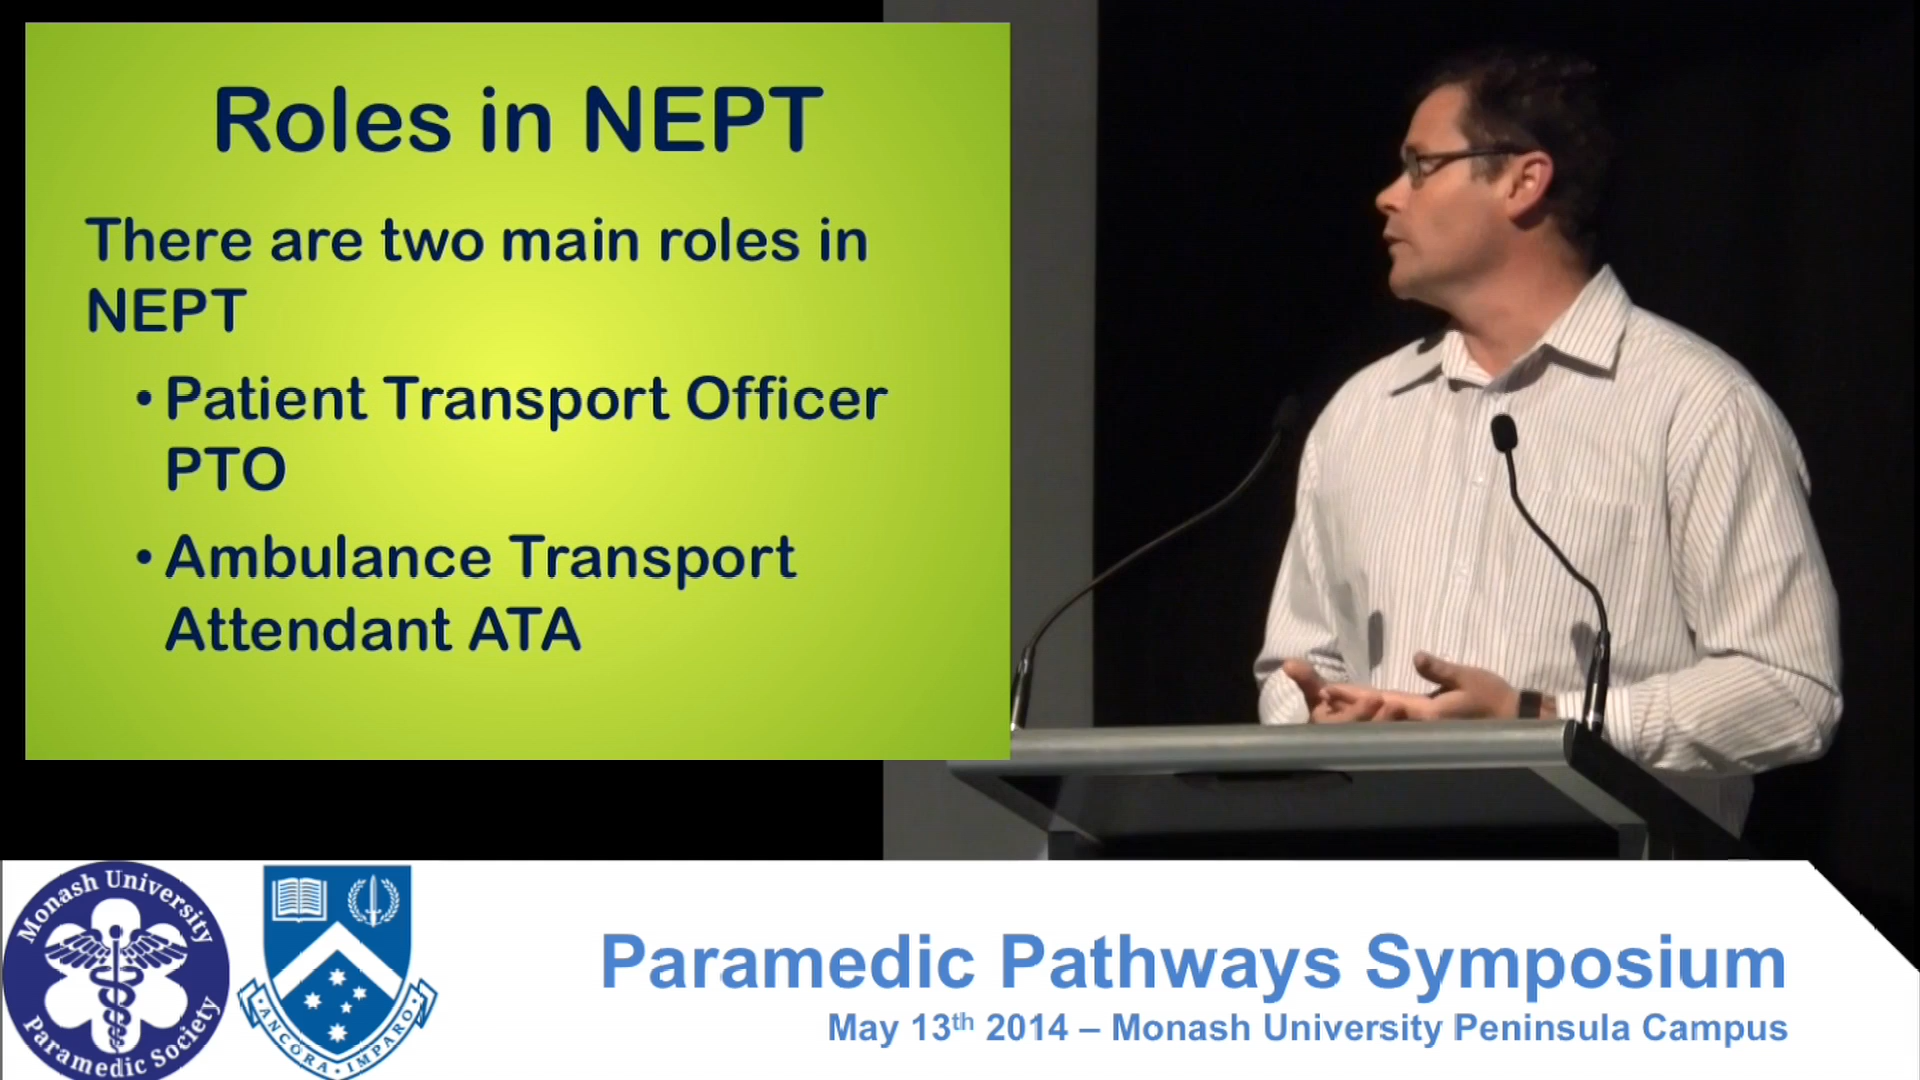 Roles in NEPT
There are two main roles in
NEPT
• Patient Transport Officer
PTO
• Ambulance Transport
Attendant ATA
Monash University
Paramedic Society
ANCORA IMPARO
Paramedic Pathways Symposium
May 13th 2014 – Monash University Peninsula Campus